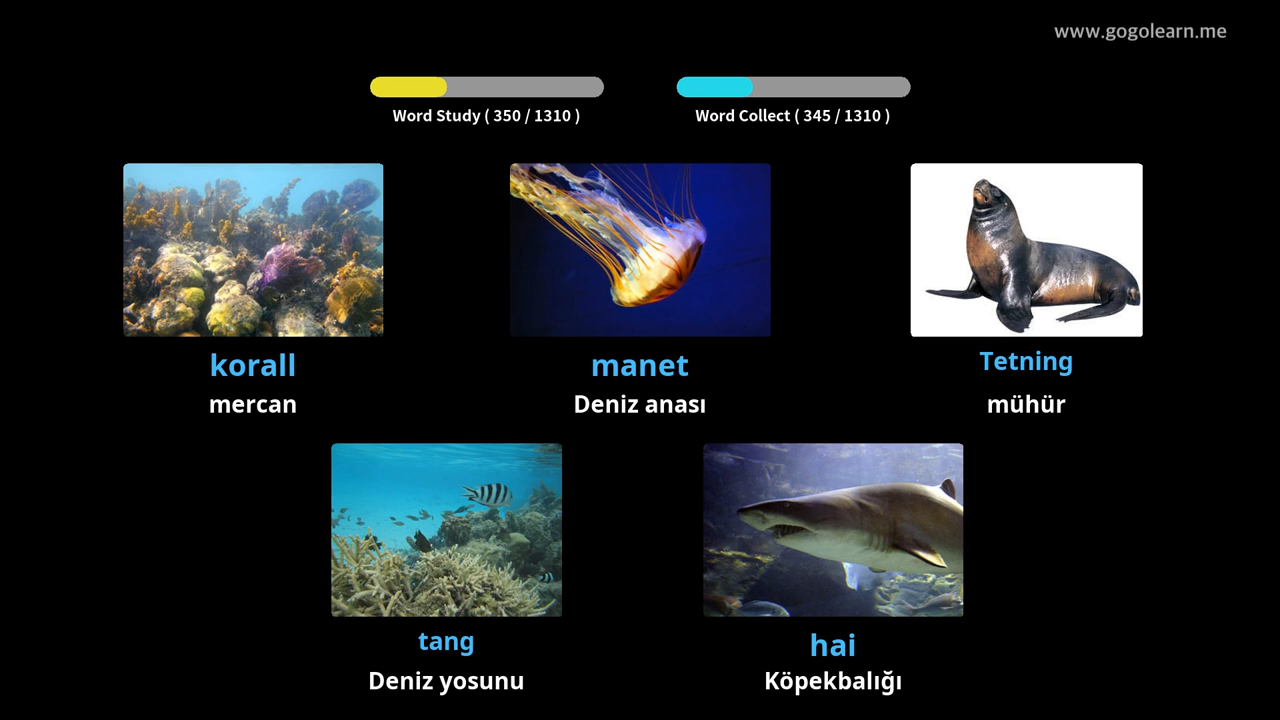 www.gogolearn.me
Word Study ( 350 / 1310 )
Word Collect ( 345 / 1310 )
korall
mercan
manet
Deniz anası
Tetning
mühür
tang
Deniz yosunu
hai
Köpekbalığı